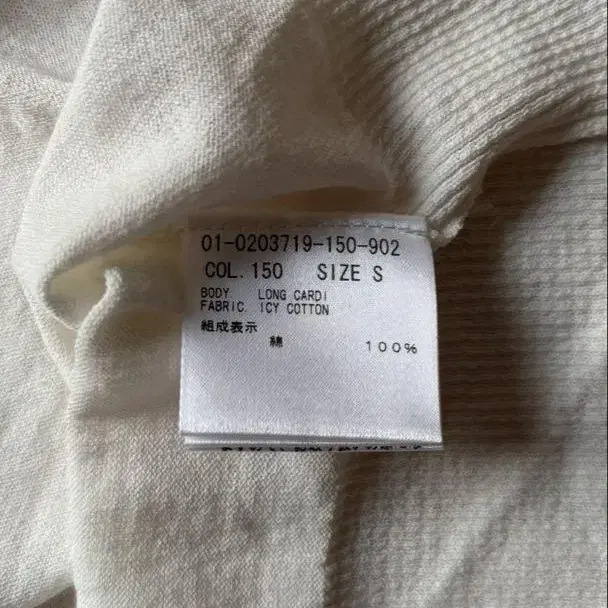 01-0203719-150-902
COL. 150 SIZE S
BODY LONG CARDI
FABRIC ICY COTTON
組成表示
綿 100%